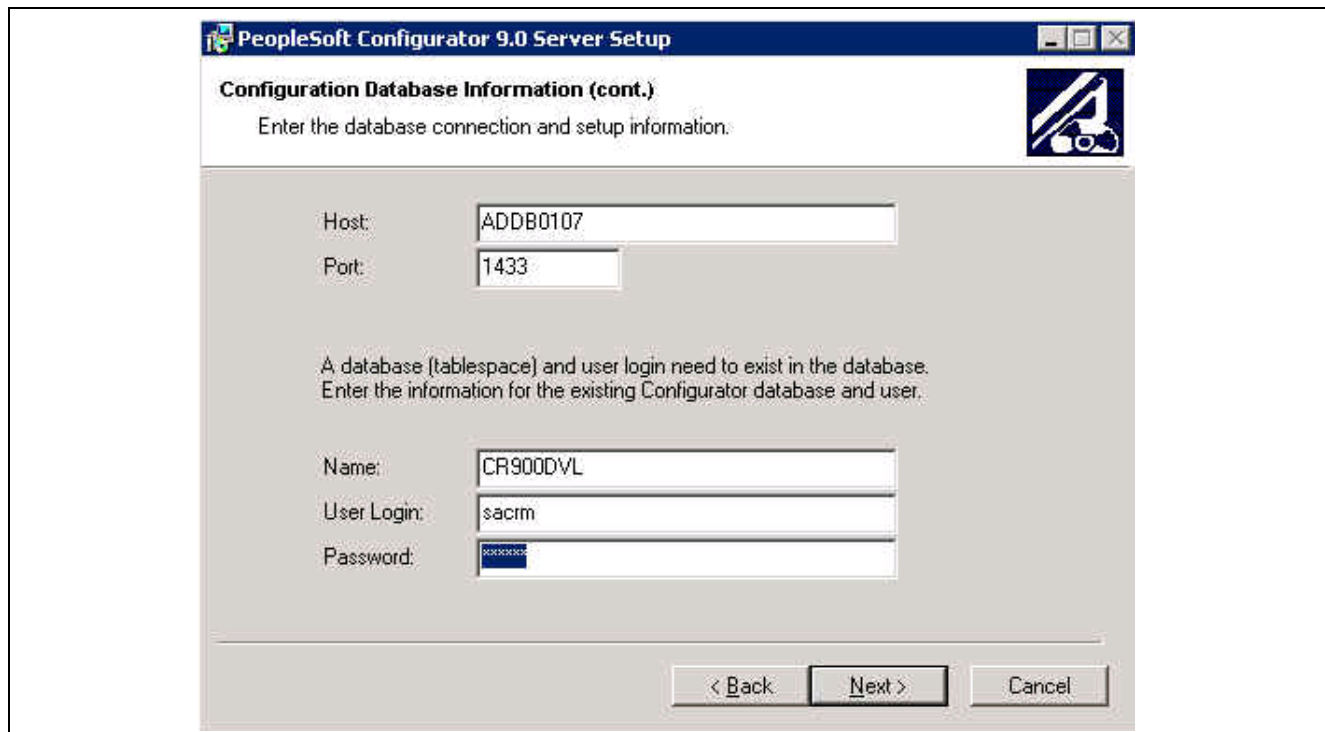 PeopleSoft Configurator 9.0 Server Setup
Configuration Database Information (cont.)
Enter the database connection and setup information.
Host: ADDB0107
Port: 1433
A database (tablespace) and user login need to exist in the database.
Enter the information for the existing Configurator database and user.
Name: CR900DVL
User Login: sacrm
Password: ××××××
< Back Next > Cancel